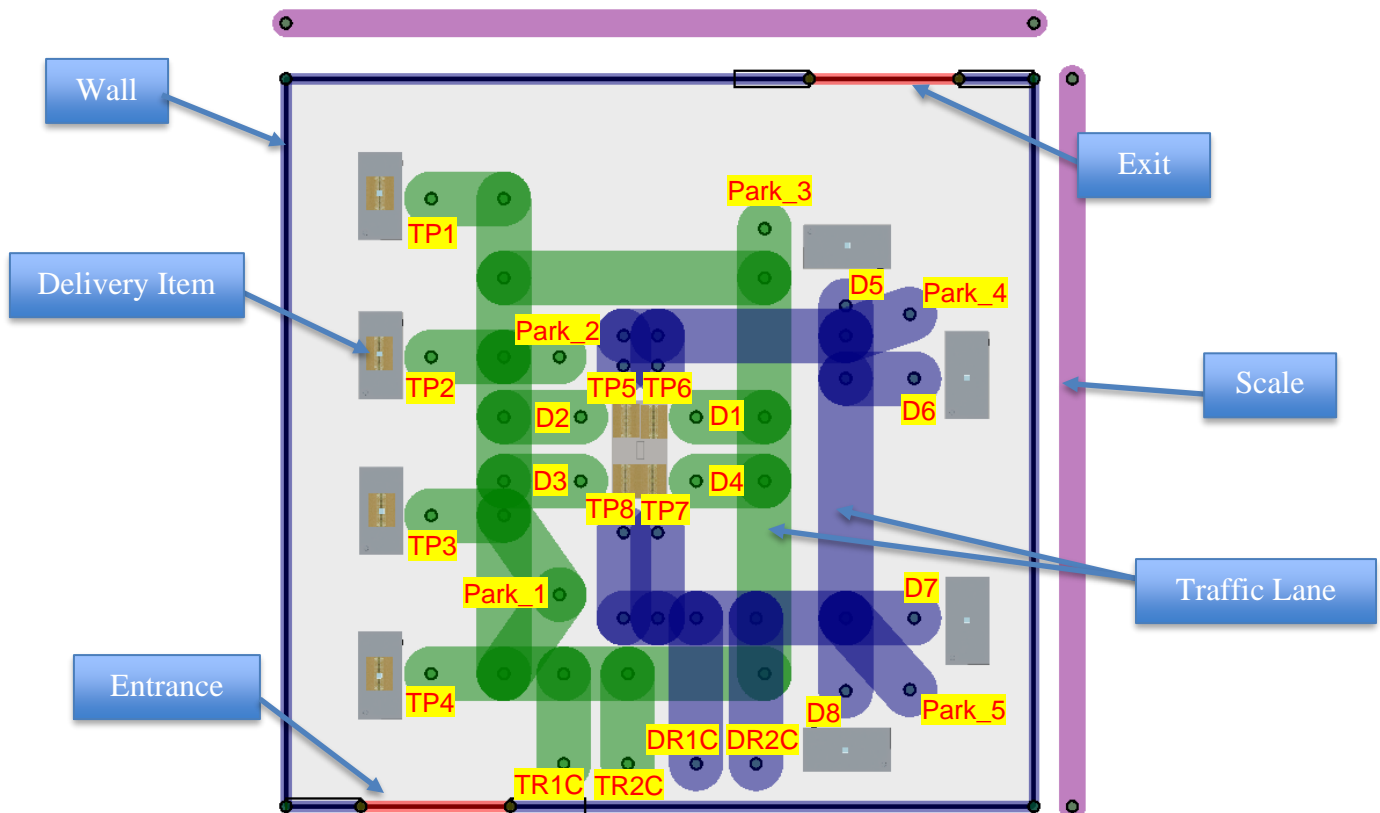 Wall
Exit
Park_3
TP1
Delivery Item
D5
Park_4
Park_2
TP2
TP5
TP6
D6
Scale
D2
D1
D3
D4
TP3
TP8
TP7
Park_1
D7
Traffic Lane
Entrance
TP4
D8
Park_5
DR1C
DR2C
TR1C
TR2C